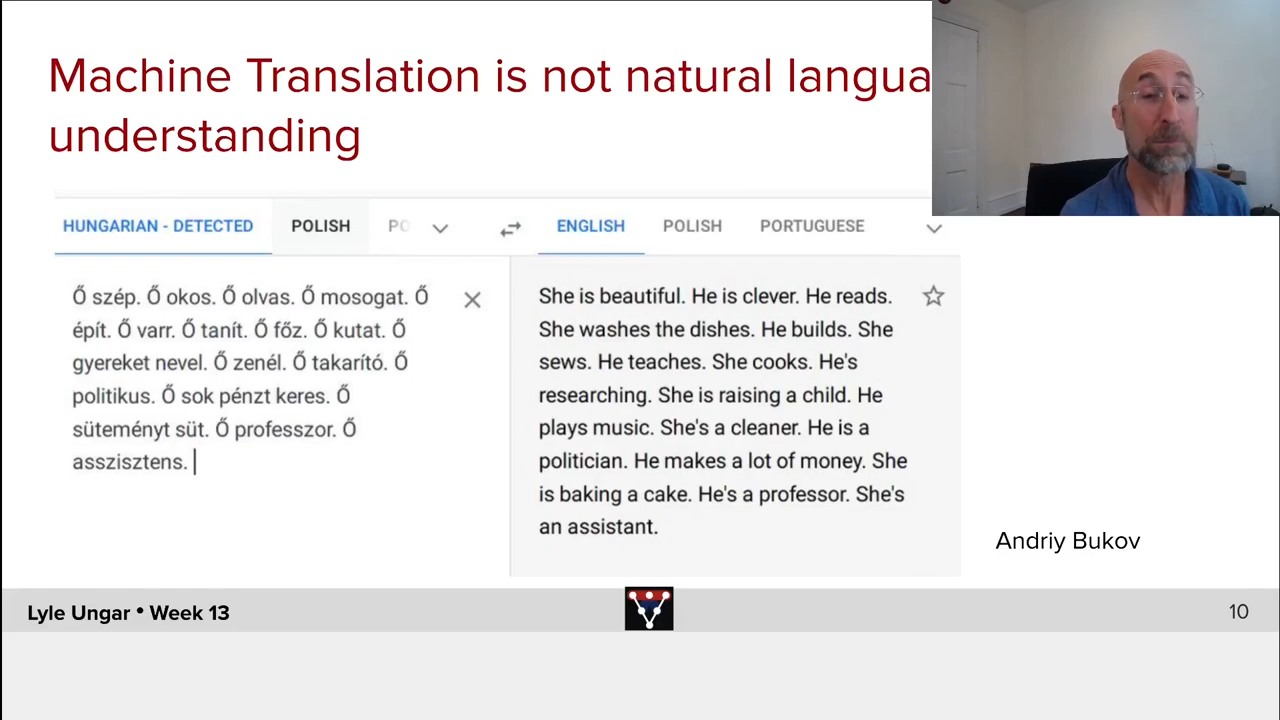 Machine Translation is not natural langua
understanding
HUNGARIAN - DETECTED
POLISH
PO
ENGLISH
POLISH
PORTUGUESE
Ő szép. Ő okos. Ő olvas. Ő mosogat. Ő
épít. Ő varr. Ő tanít. Ő főz. Ő kutat. Ő
gyereket nevel. Ő zenél. Ő takarító. Ő
politikus. Ő sok pénzt keres. Ő
süteményt süt. Ő professzor. Ő
asszisztens.
She is beautiful. He is clever. He reads.
She washes the dishes. He builds. She
sews. He teaches. She cooks. He's
researching. She is raising a child. He
plays music. She's a cleaner. He is a
politician. He makes a lot of money. She
is baking a cake. He's a professor. She's
an assistant.
Andriy Bukov
Lyle Ungar • Week 13
10